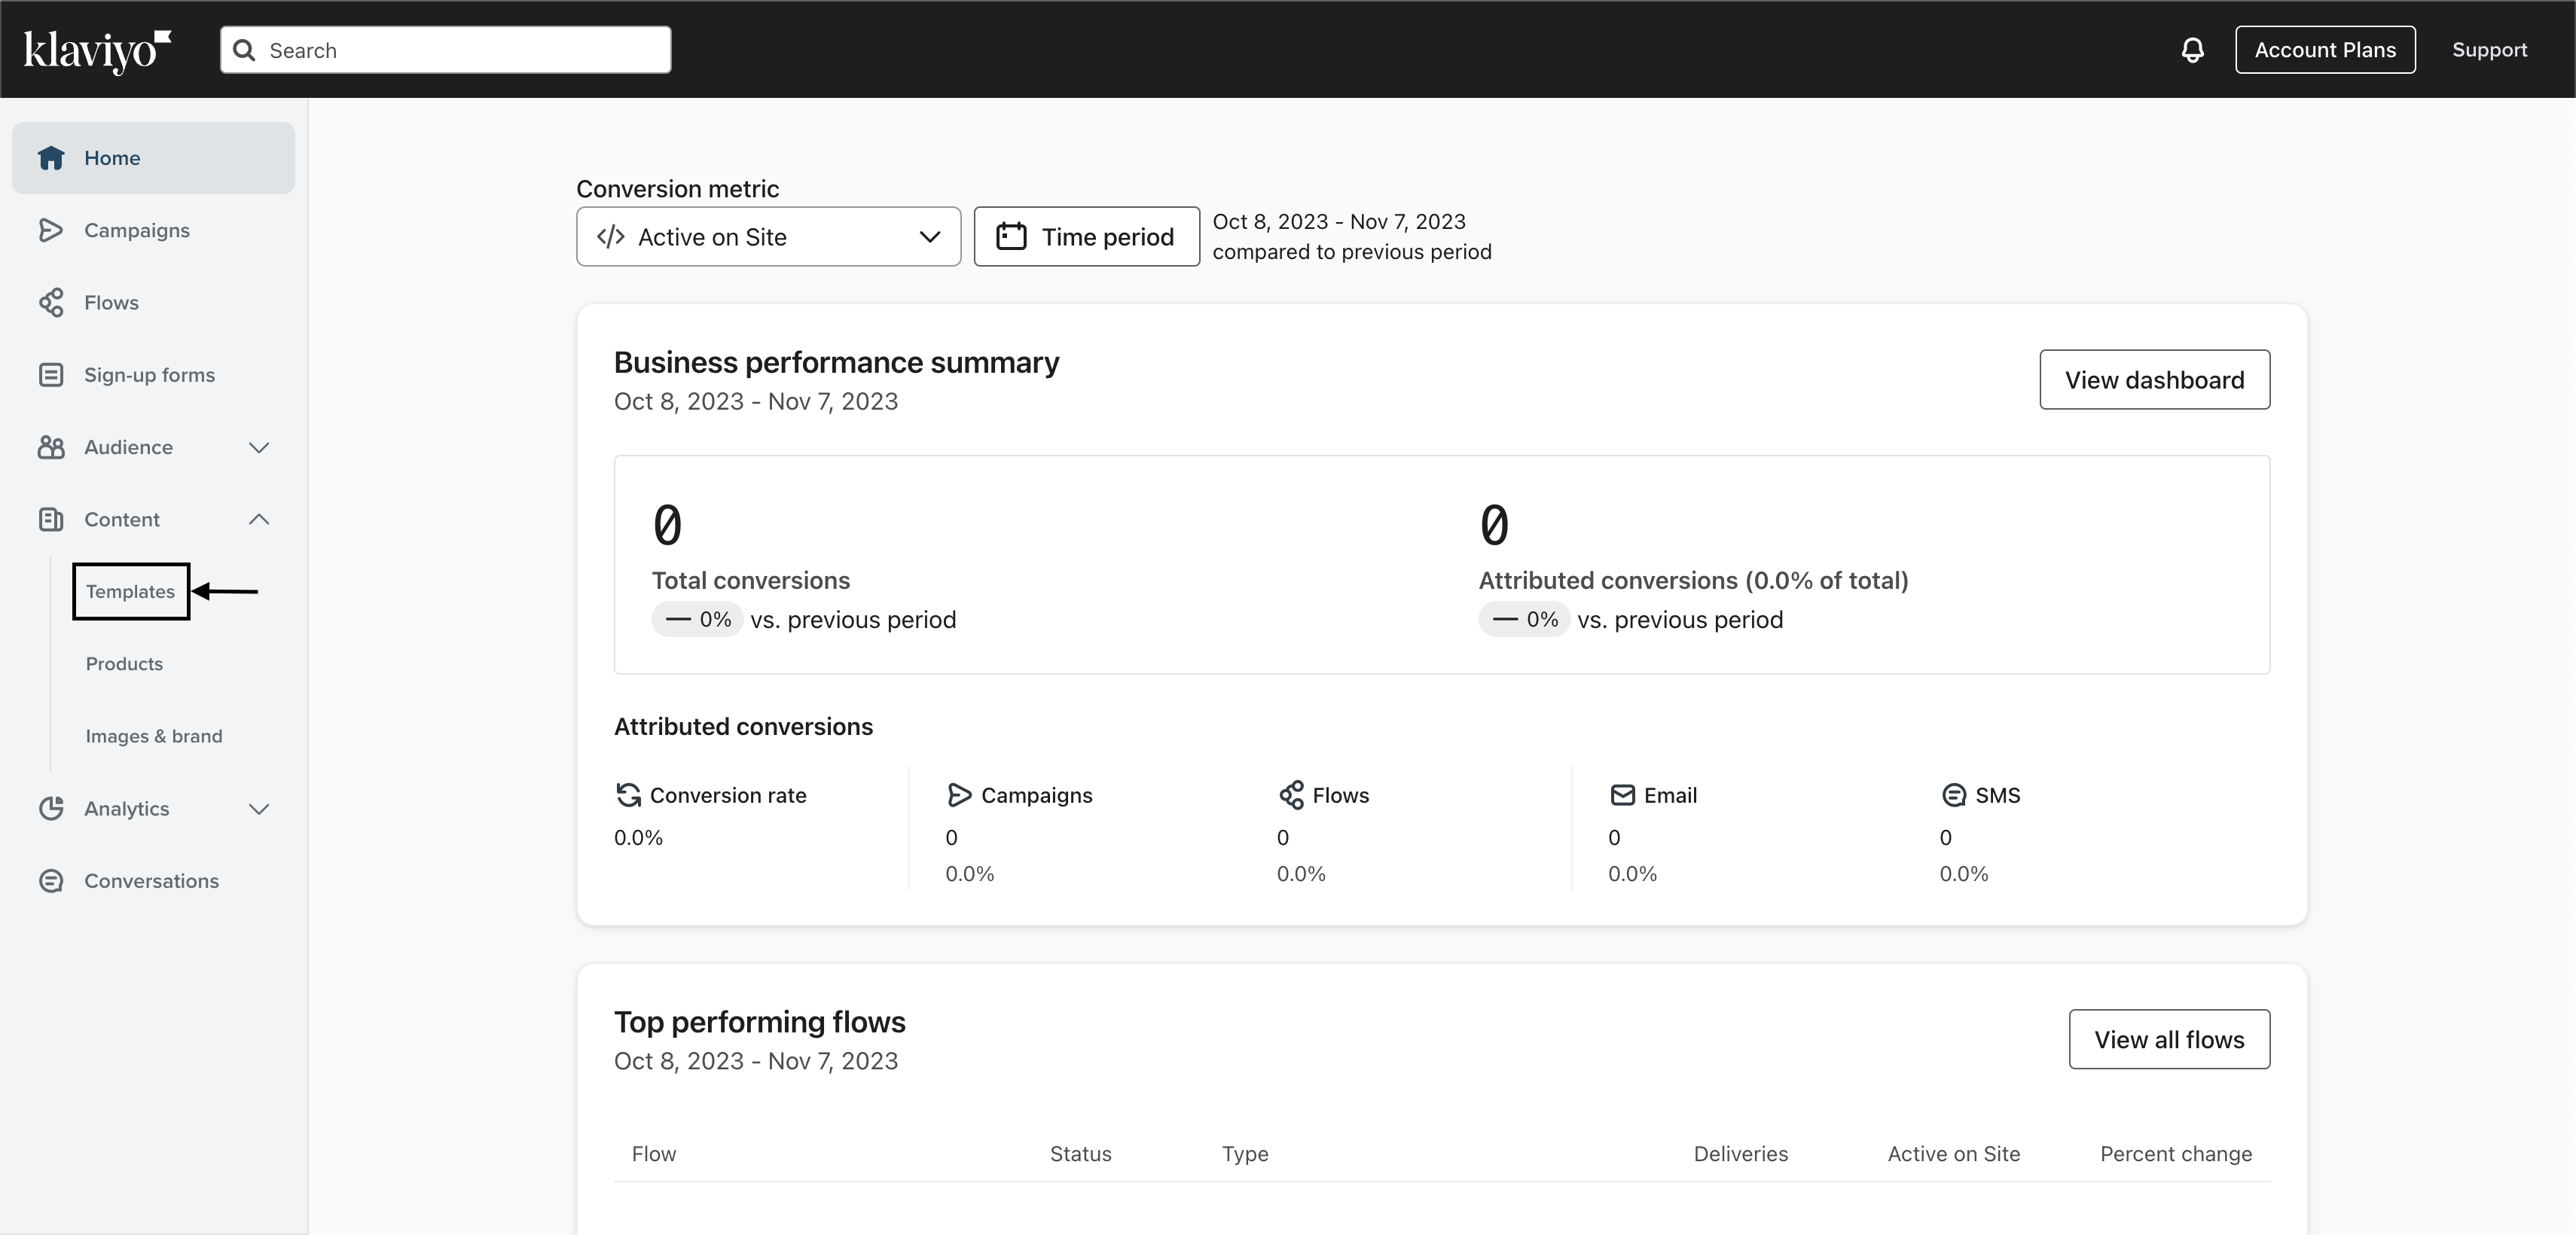 klaviyo
Search
Account Plans
Support
Home
Campaigns
Flows
Sign-up forms
Audience
Content
Templates
Products
Images & brand
Analytics
Conversations
Conversion metric
</> Active on Site
Time period
Oct 8, 2023 - Nov 7, 2023
compared to previous period
Business performance summary
Oct 8, 2023 - Nov 7, 2023
View dashboard
0
Total conversions
— 0% vs. previous period
0
Attributed conversions (0.0% of total)
— 0% vs. previous period
Attributed conversions
Conversion rate
0.0%
Campaigns
0
0.0%
Flows
0
0.0%
Email
0
0.0%
SMS
0
0.0%
Top performing flows
Oct 8, 2023 - Nov 7, 2023
View all flows
Flow Status Type Deliveries Active on Site Percent change